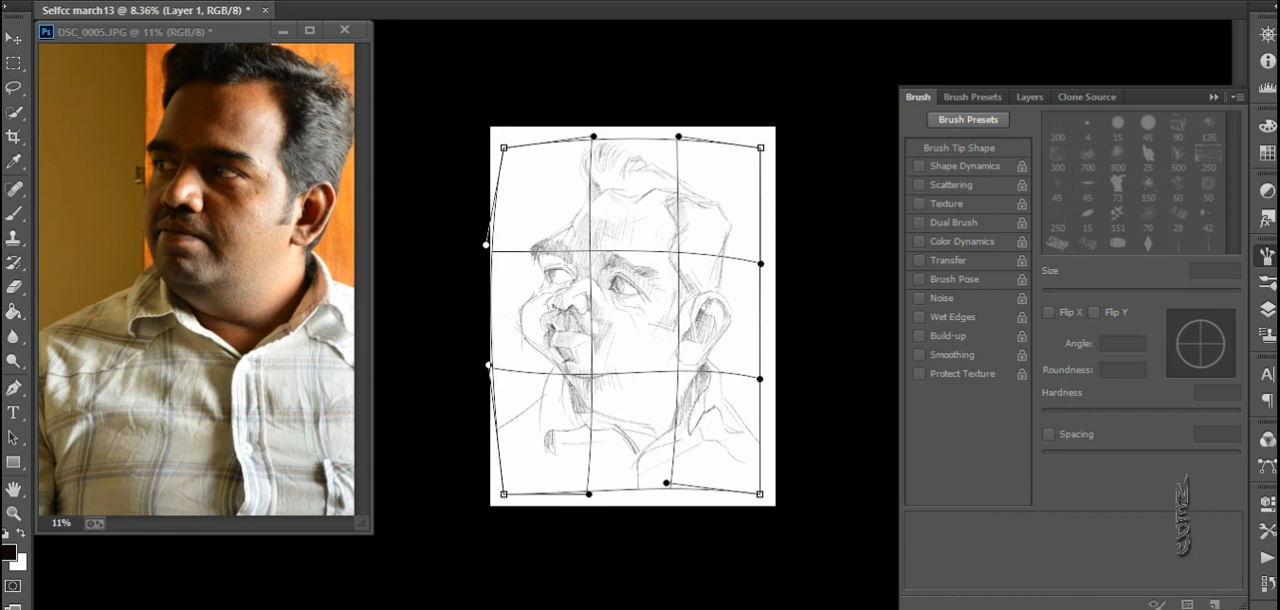 Selfcc march13 @ 8.36% (Layer 1, RGB/8) * ×
Ps DSC_0005.JPG @ 11% (RGB/8) *
11%
Brush Brush Presets Layers Clone Source
Brush Presets
Brush Tip Shape
Shape Dynamics
Scattering
Texture
Dual Brush
Color Dynamics
Transfer
Brush Pose
Noise
Wet Edges
Build-up
Smoothing
Protect Texture
200 4 15 45 90 135
300 700 800 25 500 250
45 45 73 150 60 50
250 15 151 28 42
Size
Flip X Flip Y
Angle:
Roundness:
Hardness
Spacing